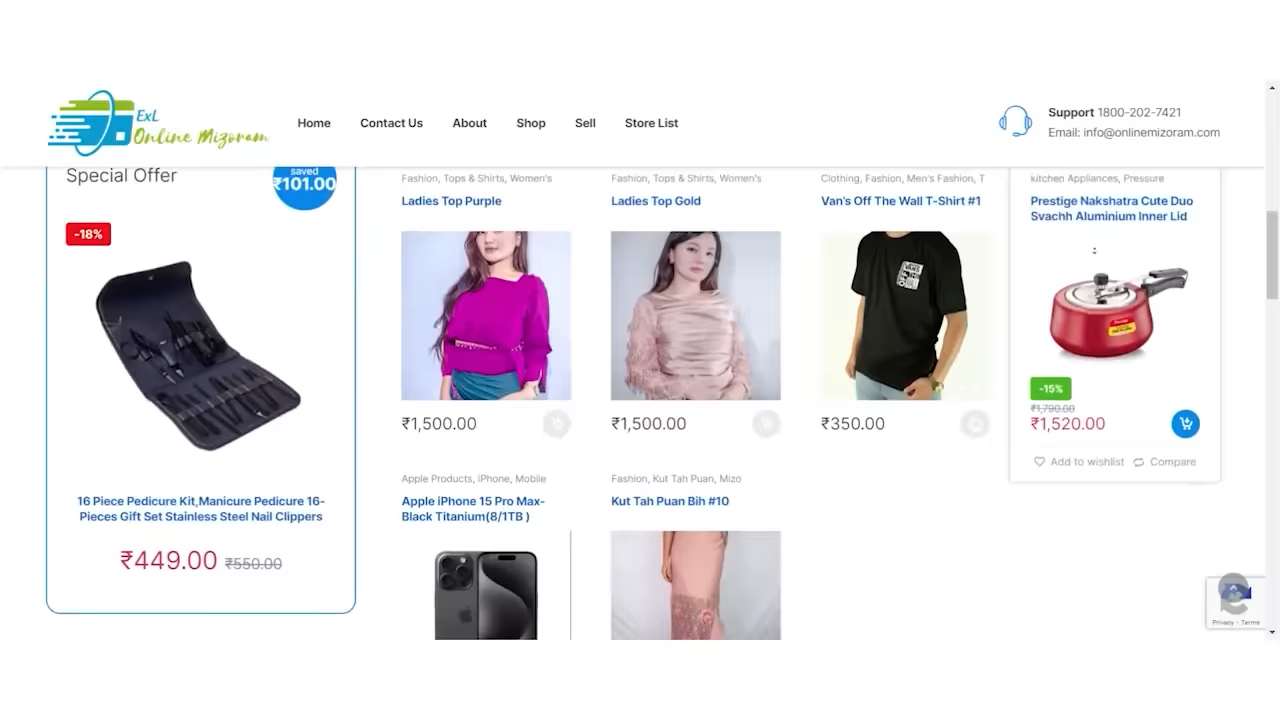 ExL
Online Mizoram
Home
Contact Us
About
Shop
Sell
Store List
Support 1800-202-7421
Email: info@onlinemizoram.com
Special Offer
saved
₹101.00
-18%
16 Piece Pedicure Kit,Manicure Pedicure 16-
Pieces Gift Set Stainless Steel Nail Clippers
₹449.00 ₹550.00
Fashion, Tops & Shirts, Women's
Ladies Top Purple
₹1,500.00
Fashion, Tops & Shirts, Women's
Ladies Top Gold
₹1,500.00
Clothing, Fashion, Men's Fashion, T
Van's Off The Wall T-Shirt #1
₹350.00
kitchen Appliances, Pressure
Prestige Nakshatra Cute Duo
Svachh Aluminium Inner Lid
-15%
₹1,520.00
Add to wishlist
Compare
Apple Products, iPhone, Mobile
Apple iPhone 15 Pro Max-
Black Titanium(8/1TB )
Fashion, Kut Tah Puan, Mizo
Kut Tah Puan Bih #10
Privacy - Terms